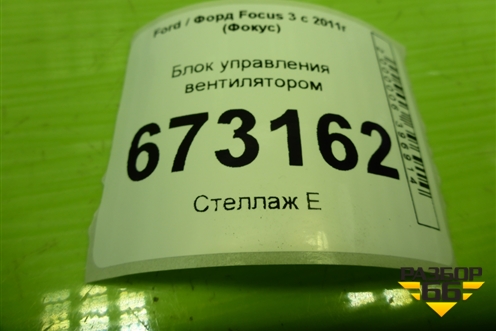 Ford / Форд Focus 3 с 2011г
(Фокус)
Блок управления
вентилятором
673162
Стеллаж Е
РАЗБОР
66